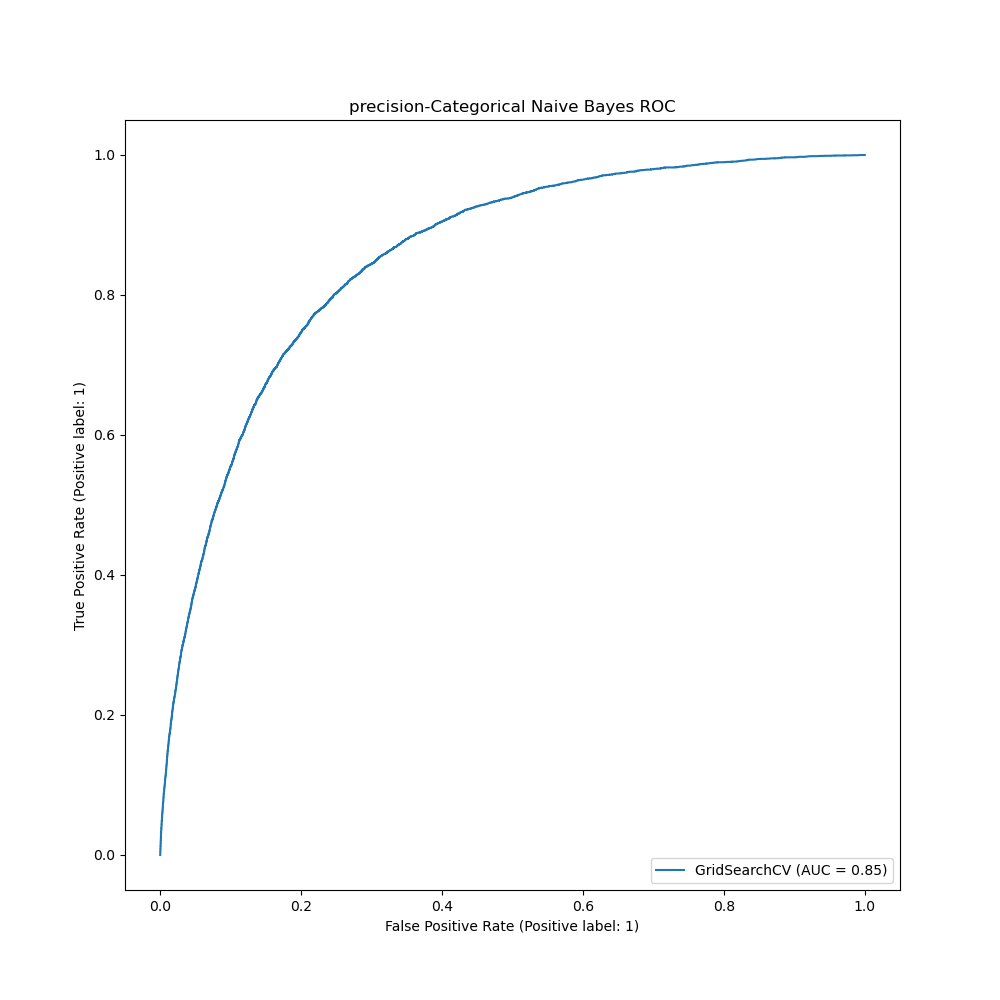 precision-Categorical Naive Bayes ROC
True Positive Rate (Positive label: 1)
1.0
0.8
0.6
0.4
0.2
0.0
GridSearchCV (AUC = 0.85)
0.0 0.2 0.4 0.6 0.8 1.0
False Positive Rate (Positive label: 1)